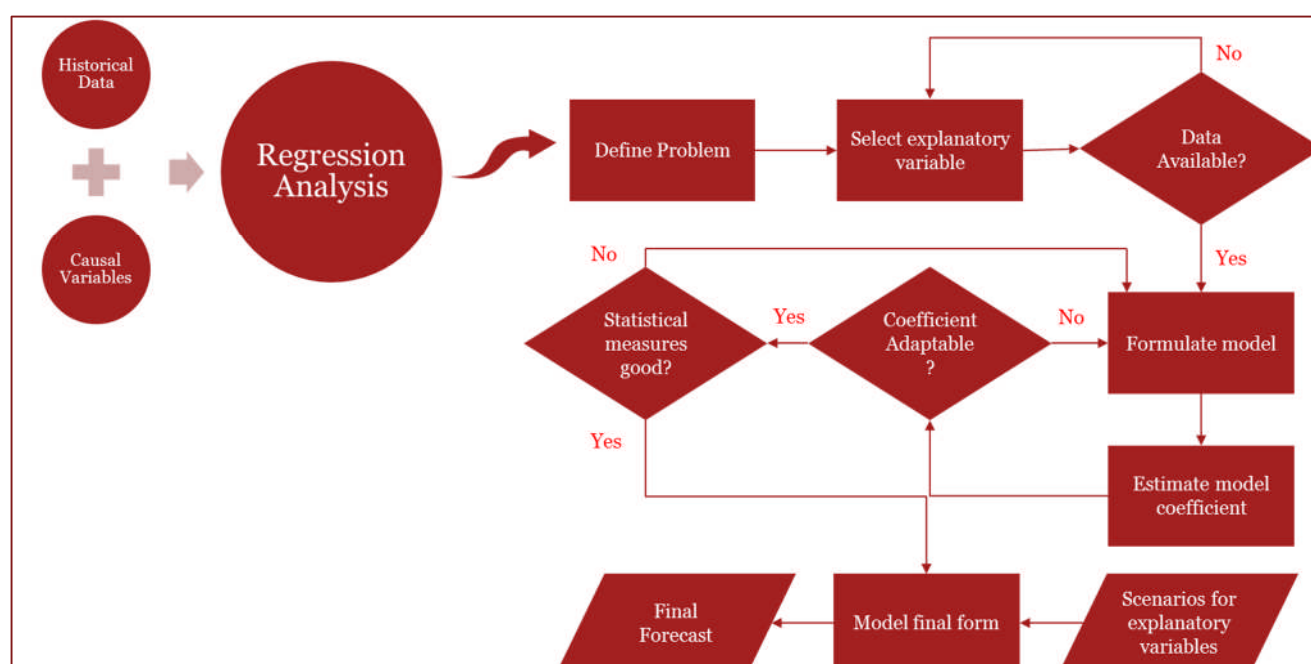 Historical
Data
Causal
Variables
Regression
Analysis
Define Problem
Select explanatory
variable
No
Data
Available?
Yes
No
Statistical
measures
good?
Yes
Coefficient
Adaptable
?
No
Formulate model
Yes
Estimate model
coefficient
Final
Forecast
Model final form
Scenarios for
explanatory
variables